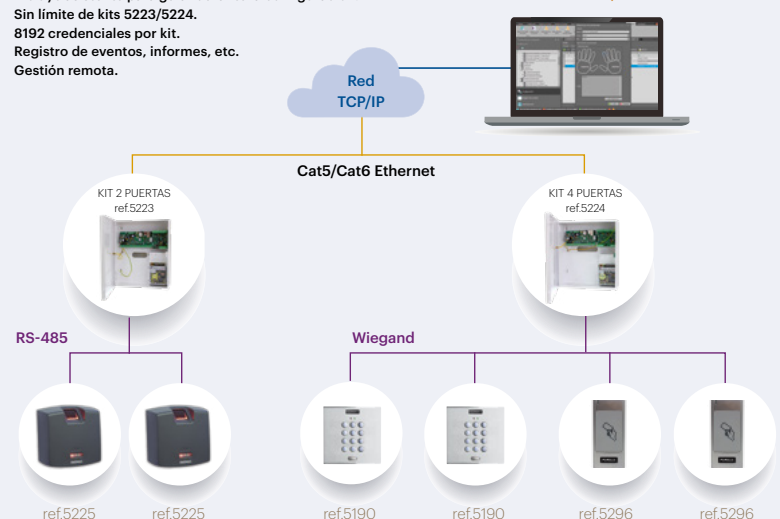 Sin límite de kits 5223/5224.
8192 credenciales por kit.
Registro de eventos, informes, etc.
Gestión remota.
Red
TCP/IP
Cat5/Cat6 Ethernet
KIT 2 PUERTAS
ref.5223
KIT 4 PUERTAS
ref.5224
RS-485
Wiegand
ref.5225
ref.5225
ref.5190
ref.5190
ref.5296
ref.5296